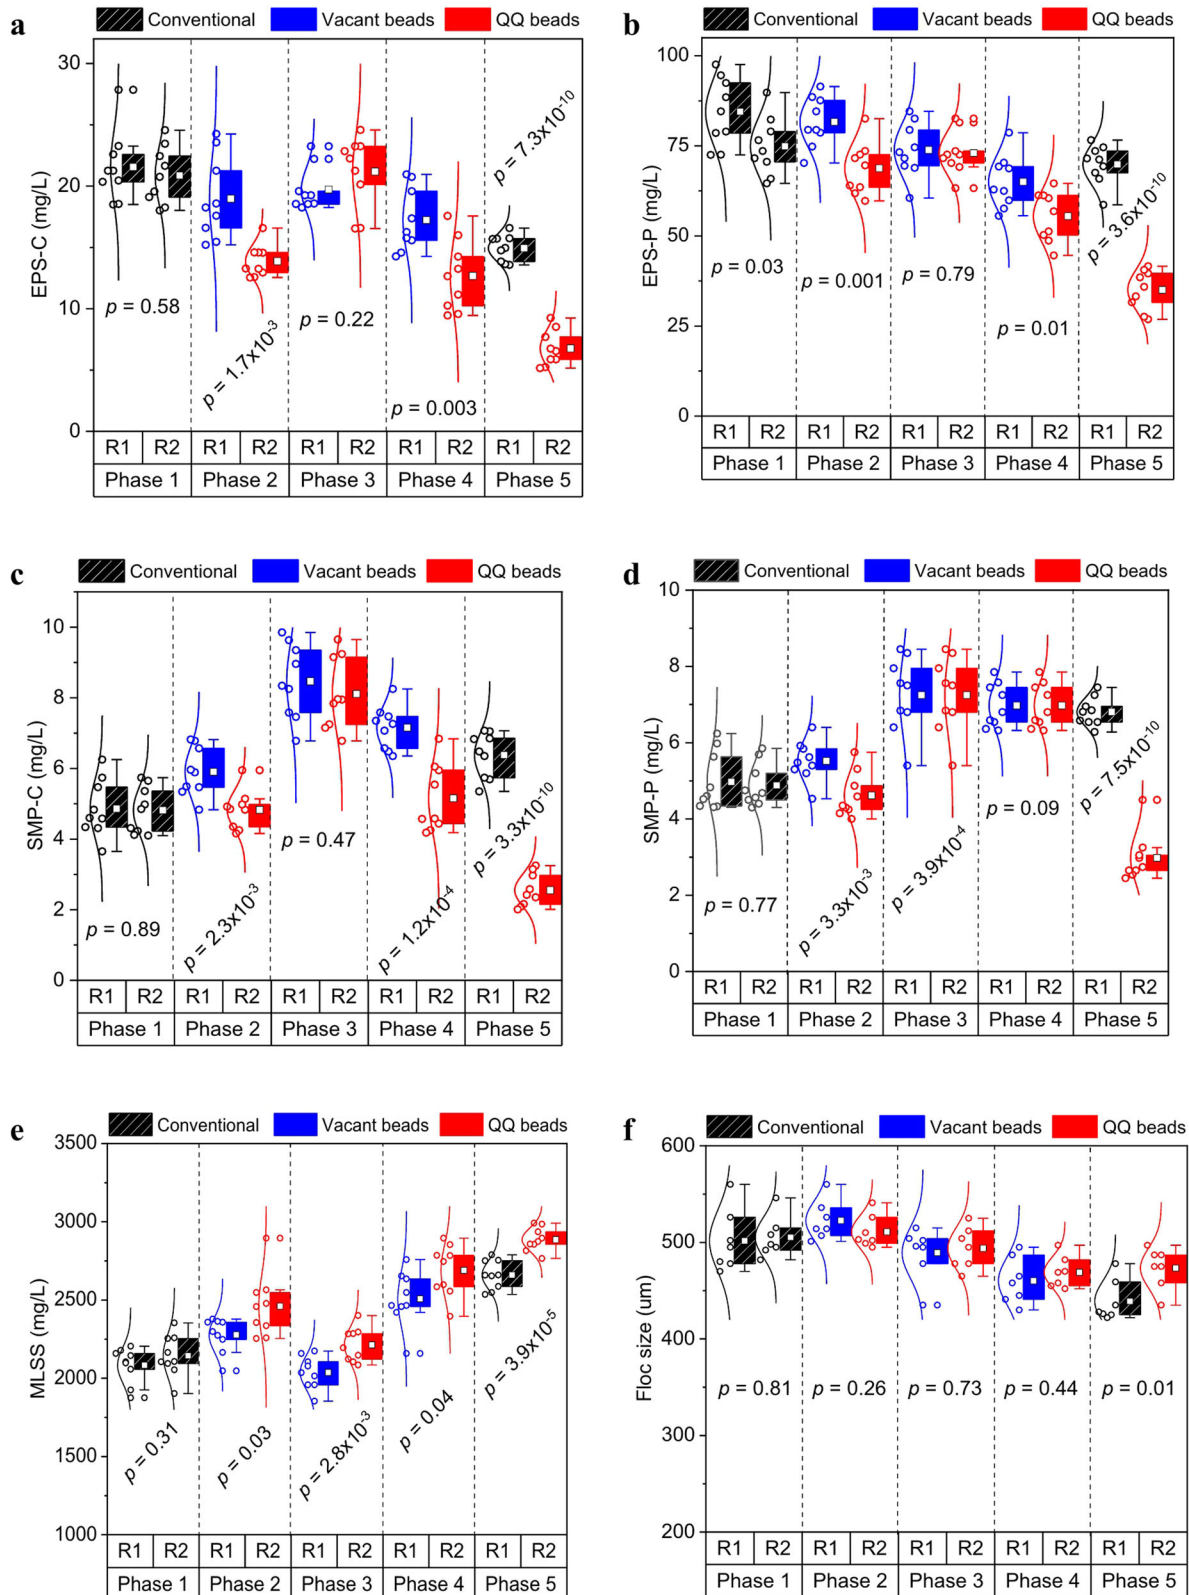 a
Conventional Vacant beads QQ beads
EPS-C (mg/L)
30
20
10
0
p = 0.58
p = 1.7x10-3
p = 0.22
p = 0.003
p = 7.3x10-10
R1 R2 R1 R2 R1 R2 R1 R2 R1 R2
Phase 1 Phase 2 Phase 3 Phase 4 Phase 5
b
Conventional Vacant beads QQ beads
EPS-P (mg/L)
100
75
50
25
0
p = 0.03
p = 0.001
p = 0.79
p = 0.01
p = 3.6x10-10
R1 R2 R1 R2 R1 R2 R1 R2 R1 R2
Phase 1 Phase 2 Phase 3 Phase 4 Phase 5
c
Conventional Vacant beads QQ beads
SMP-C (mg/L)
10
8
6
4
2
0
p = 0.89
p = 2.3x10-3
p = 0.47
p = 1.2x10-4
p = 3.3x10-10
R1 R2 R1 R2 R1 R2 R1 R2 R1 R2
Phase 1 Phase 2 Phase 3 Phase 4 Phase 5
d
Conventional Vacant beads QQ beads
SMP-P (mg/L)
10
8
6
4
2
0
p = 0.77
p = 3.3x10-3
p = 3.9x10-4
p = 0.09
p = 7.5x10-10
R1 R2 R1 R2 R1 R2 R1 R2 R1 R2
Phase 1 Phase 2 Phase 3 Phase 4 Phase 5
e
Conventional Vacant beads QQ beads
MLSS (mg/L)
3500
3000
2500
2000
1500
1000
p = 0.31
p = 0.03
p = 2.8x10-3
p = 0.04
p = 3.9x10-5
R1 R2 R1 R2 R1 R2 R1 R2 R1 R2
Phase 1 Phase 2 Phase 3 Phase 4 Phase 5
f
Conventional Vacant beads QQ beads
Floc size (um)
600
500
400
300
200
p = 0.81
p = 0.26
p = 0.73
p = 0.44
p = 0.01
R1 R2 R1 R2 R1 R2 R1 R2 R1 R2
Phase 1 Phase 2 Phase 3 Phase 4 Phase 5